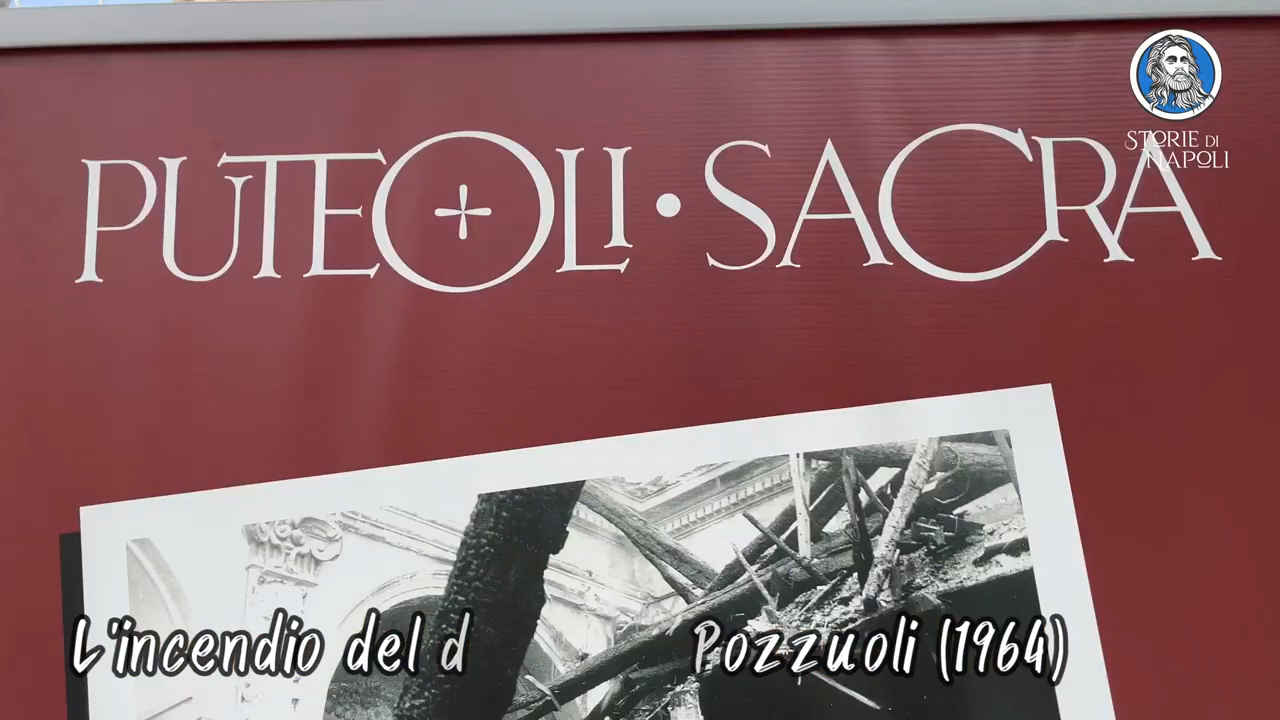 PUTEOLI • SACRA
STORIE DI
NAPOLI
L'incendio del d
Pozzuoli (1964)